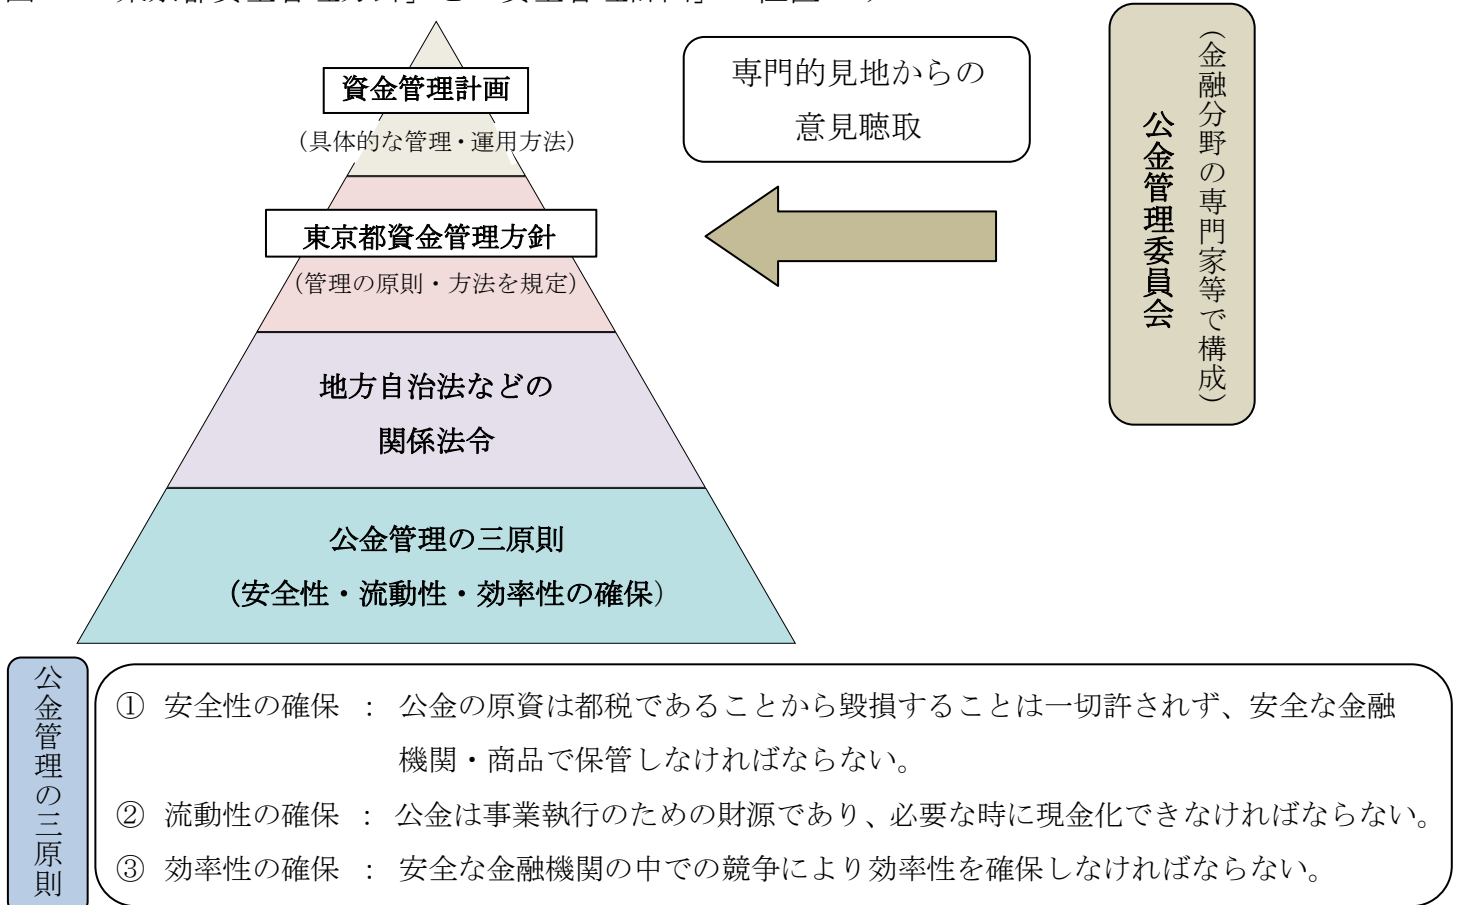 資金管理計画
(具体的な管理・運用方法)
東京都資金管理方針
(管理の原則・方法を規定)
地方自治法などの
関係法令
公金管理の三原則
(安全性・流動性・効率性の確保)
専門的見地からの
意見聴取
公金管理委員会
(金融分野の専門家等で構成)
公金管理の三原則
① 安全性の確保 : 公金の原資は都税であることから毀損することは一切許されず、安全な金融
機関・商品で保管しなければならない。
② 流動性の確保 : 公金は事業執行のための財源であり、必要な時に現金化できなければならない。
③ 効率性の確保 : 安全な金融機関の中での競争により効率性を確保しなければならない。